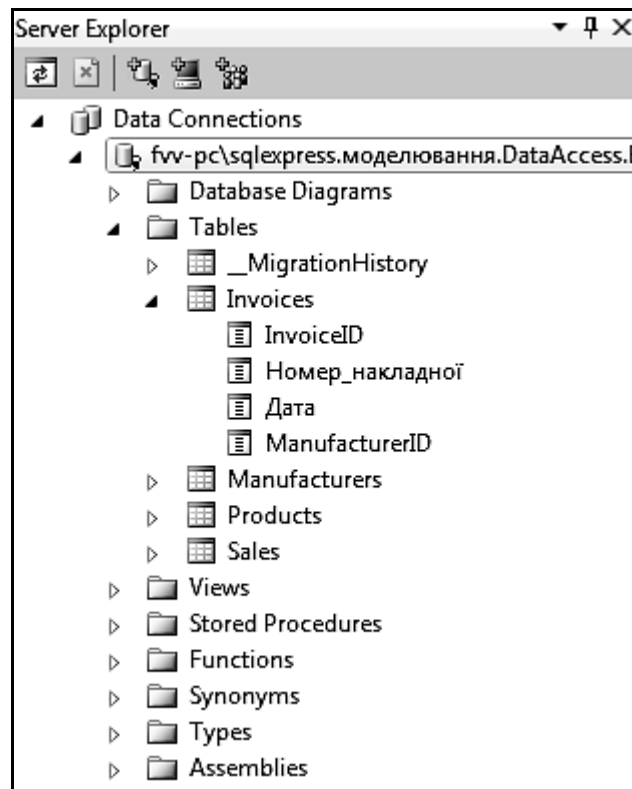 Server Explorer
Data Connections
fvv-pc\sqlexpress.моделювання.DataAccess.
Database Diagrams
Tables
__MigrationHistory
Invoices
InvoiceID
Номер_накладної
Дата
ManufacturerID
Manufacturers
Products
Sales
Views
Stored Procedures
Functions
Synonyms
Types
Assemblies